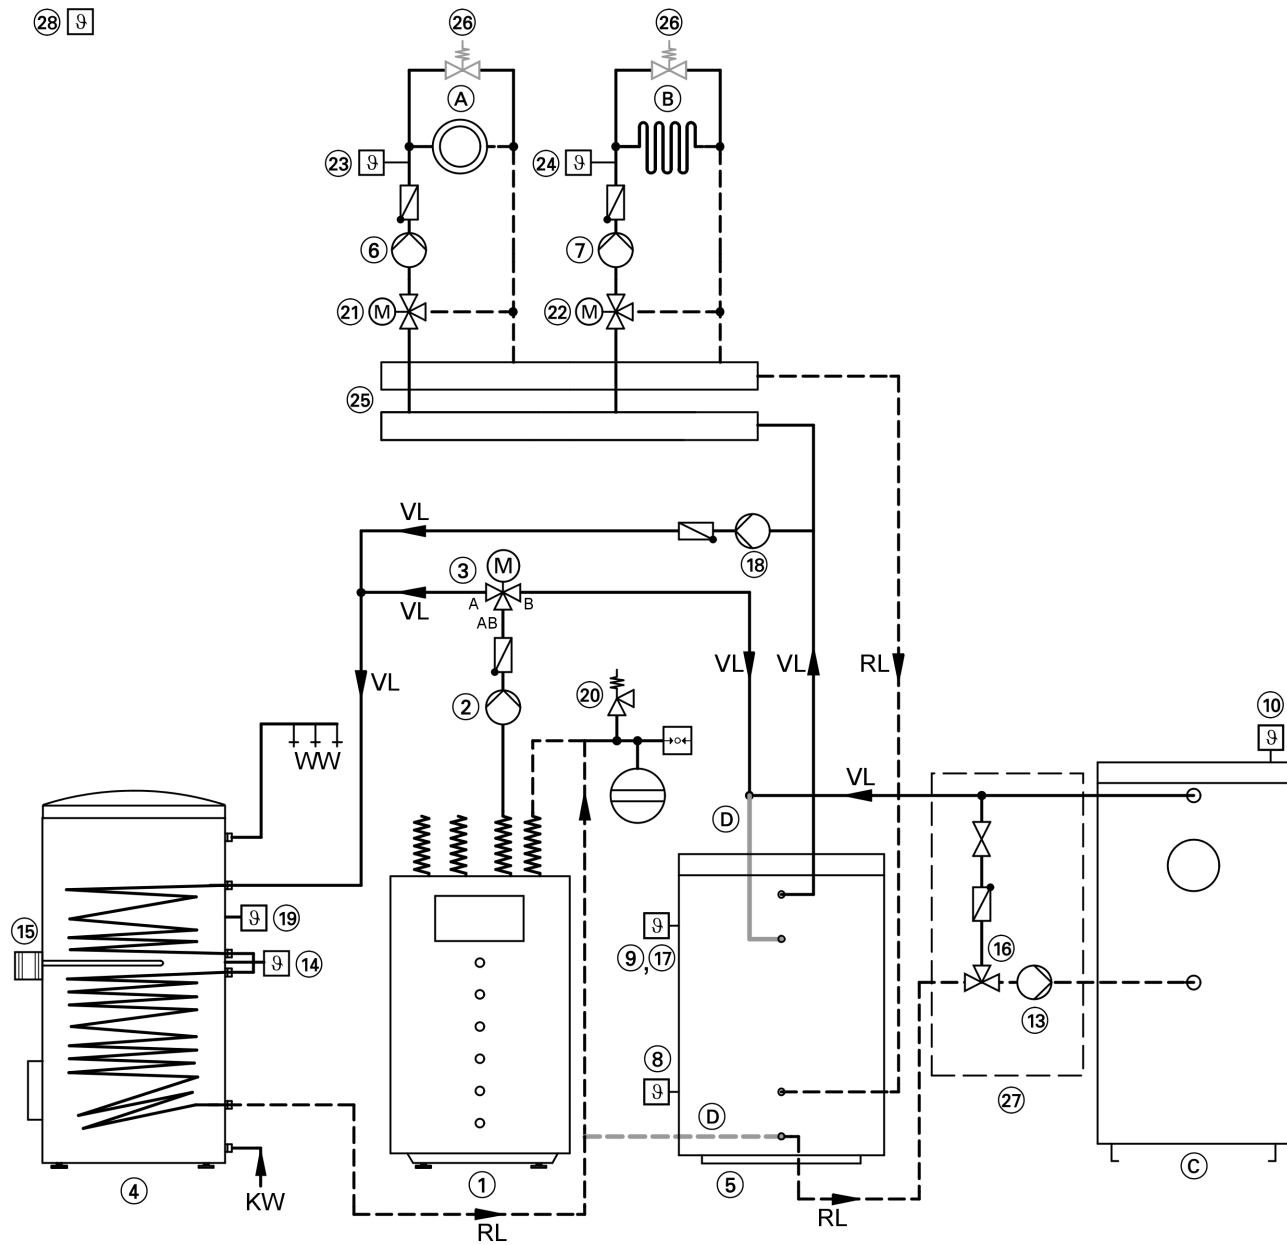 28 ϑ
26 26
A B
23 ϑ 24 ϑ
6 7
21 M 22 M
25
VL
18
3 M
A B
VL
AB
VL VL RL
VL
20
2
10
ϑ
WW
VL
D
15
ϑ 19
ϑ 14
ϑ
9,17
16
13
8
ϑ
27
D
C
4
1
5
KW
RL
RL